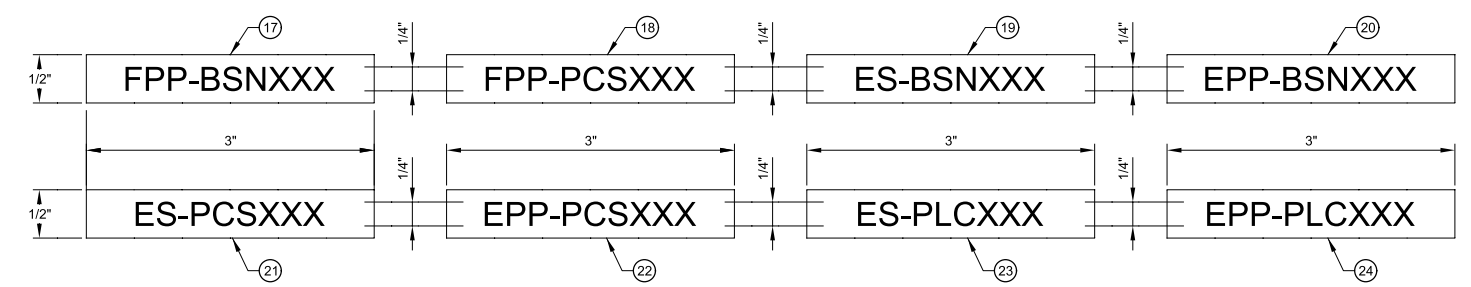 17 18 19 20
1/2" FPP-BSNXXX 1/4" FPP-PCSXXX 1/4" ES-BSNXXX 1/4" EPP-BSNXXX
3" 3" 3" 3"
1/2" ES-PCSXXX 1/4" EPP-PCSXXX 1/4" ES-PLCXXX 1/4" EPP-PLCXXX
21 22 23 24